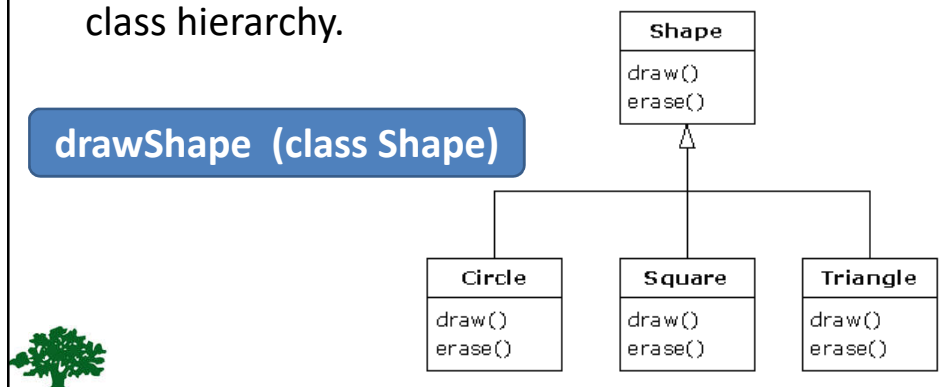 class hierarchy.
drawShape (class Shape)
Shape
draw()
erase()
Circle
draw()
erase()
Square
draw()
erase()
Triangle
draw()
erase()